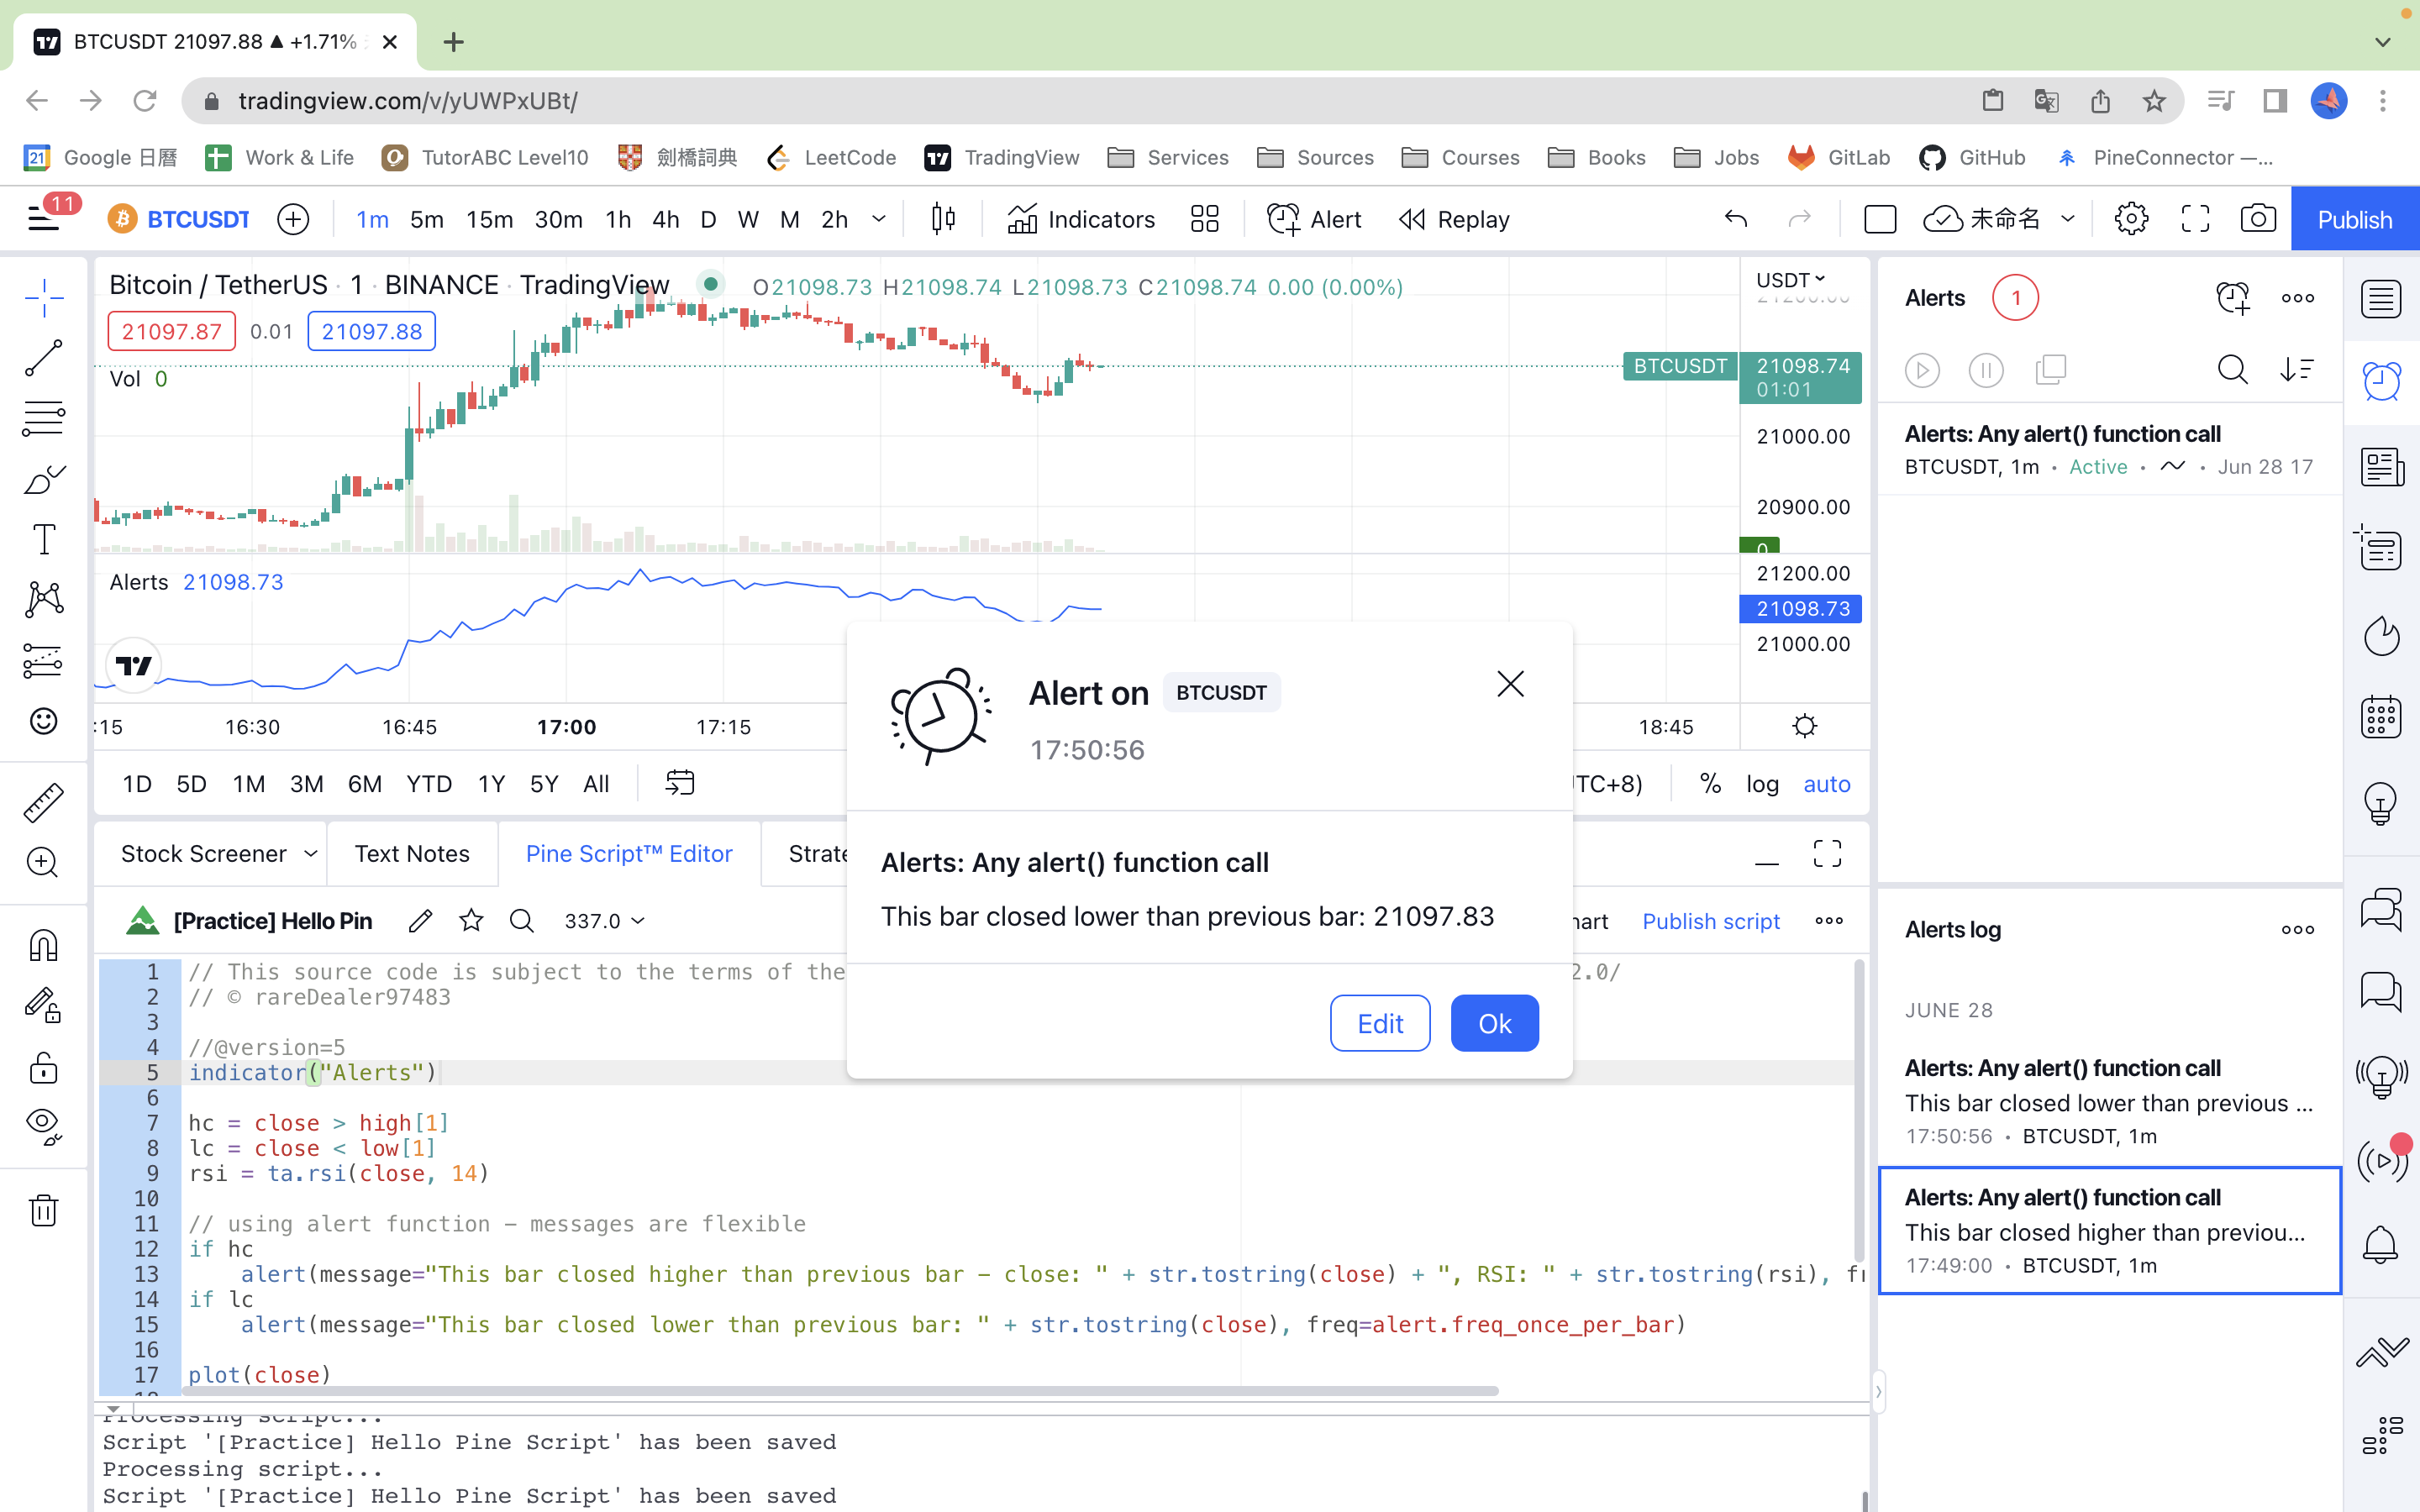 BTCUSDT 21097.88 ▲ +1.71%
tradingview.com/v/yUWPxUBt/
21 Google 日曆 Work & Life TutorABC Level10 劍橋詞典 LeetCode TradingView Services Sources Courses Books Jobs GitLab GitHub PineConnector —...
11 BTCUSDT 1m 5m 15m 30m 1h 4h D W M 2h Indicators Alert Replay 未命名 Publish
Bitcoin / TetherUS · 1 · BINANCE · TradingView O21098.73 H21098.74 L21098.73 C21098.74 0.00 (0.00%)
21097.87 0.01 21097.88
Vol 0
USDT
21200.00
BTCUSDT 21098.74
01:01
21000.00
20900.00
0
Alerts 21098.73
21200.00
21098.73
21000.00
:15 16:30 16:45 17:00 17:15 18:45
1D 5D 1M 3M 6M YTD 1Y 5Y All TC+8) % log auto
Stock Screener Text Notes Pine Script™ Editor Strate
[Practice] Hello Pin 337.0 hart Publish script
1 // This source code is subject to the terms of the 2.0/
2 // © rareDealer97483
3
4 //@version=5
5 indicator("Alerts")
6
7 hc = close > high[1]
8 lc = close < low[1]
9 rsi = ta.rsi(close, 14)
10
11 // using alert function – messages are flexible
12 if hc
13 alert(message="This bar closed higher than previous bar – close: " + str.tostring(close) + ", RSI: " + str.tostring(rsi), fr
14 if lc
15 alert(message="This bar closed lower than previous bar: " + str.tostring(close), freq=alert.freq_once_per_bar)
16
17 plot(close)
Processing script...
Script '[Practice] Hello Pine Script' has been saved
Processing script...
Script '[Practice] Hello Pine Script' has been saved
Alert on BTCUSDT
17:50:56
Alerts: Any alert() function call
This bar closed lower than previous bar: 21097.83
Edit Ok
Alerts 1
Alerts: Any alert() function call
BTCUSDT, 1m · Active · · Jun 28 17
Alerts log
JUNE 28
Alerts: Any alert() function call
This bar closed lower than previous ...
17:50:56 · BTCUSDT, 1m
Alerts: Any alert() function call
This bar closed higher than previou...
17:49:00 · BTCUSDT, 1m